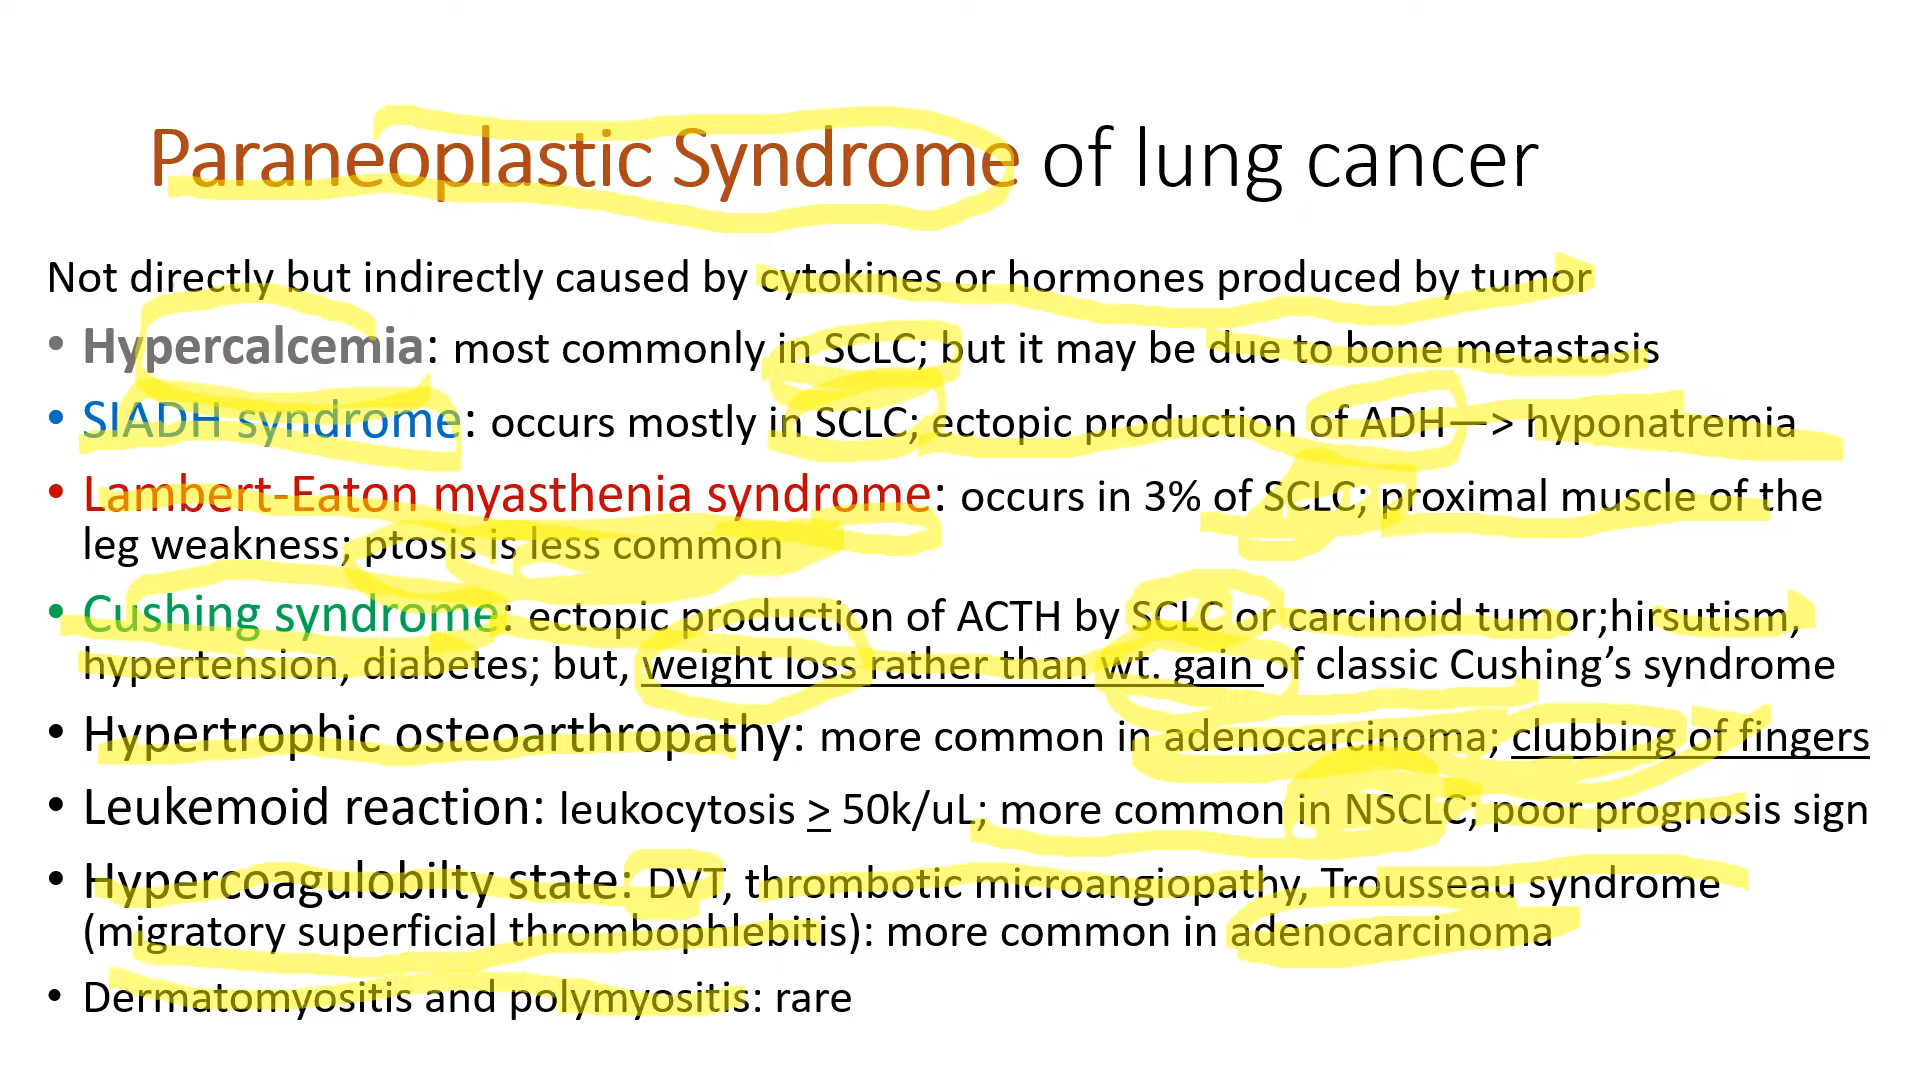 Paraneoplastic Syndrome of lung cancer
Not directly but indirectly caused by cytokines or hormones produced by tumor
• Hypercalcemia: most commonly in SCLC; but it may be due to bone metastasis
• SIADH syndrome: occurs mostly in SCLC; ectopic production of ADH—> hyponatremia
• Lambert-Eaton myasthenia syndrome: occurs in 3% of SCLC; proximal muscle of the
leg weakness; ptosis is less common
• Cushing syndrome: ectopic production of ACTH by SCLC or carcinoid tumor;hirsutism,
hypertension, diabetes; but, weight loss rather than wt. gain of classic Cushing’s syndrome
• Hypertrophic osteoarthropathy: more common in adenocarcinoma; clubbing of fingers
• Leukemoid reaction: leukocytosis ≥ 50k/uL; more common in NSCLC; poor prognosis sign
• Hypercoagulobilty state: DVT, thrombotic microangiopathy, Trousseau syndrome
(migratory superficial thrombophlebitis): more common in adenocarcinoma
• Dermatomyositis and polymyositis: rare